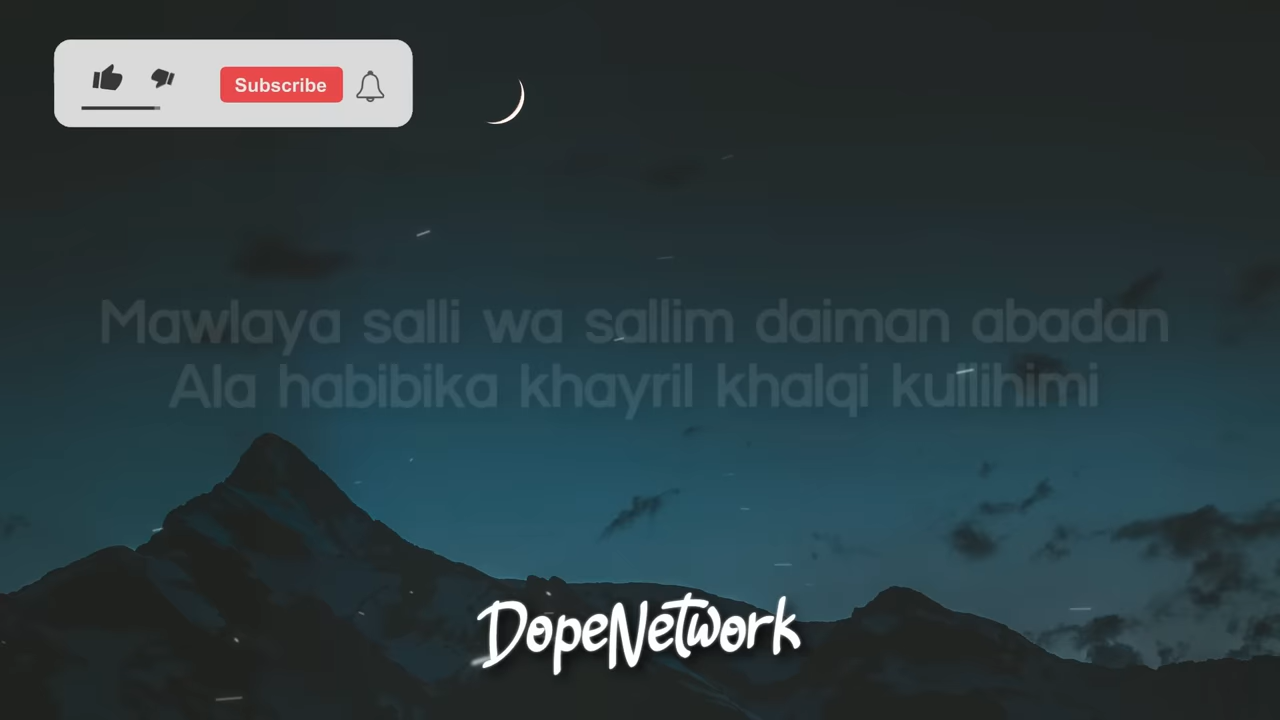 Subscribe
Mawlaya salli wa sallim daiman abadan
Ala habibika khayril khalqi kullihimi
DopeNetwork